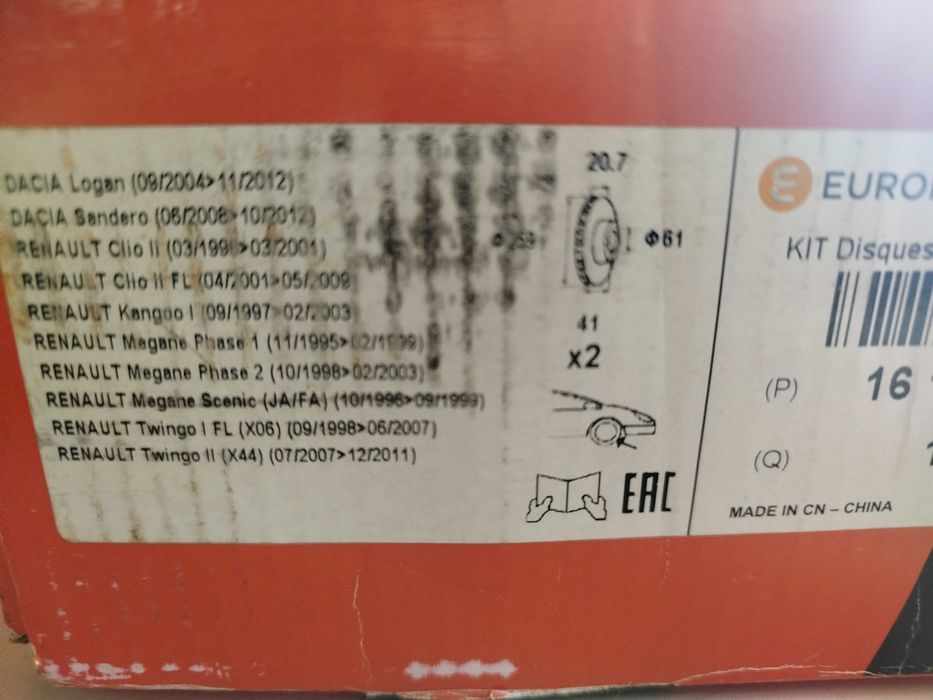 DACIA Logan (09/2004>11/2012)
DACIA Sandero (06/2008>10/2012)
RENAULT Clio II (03/1998>03/2001)
RENAULT Clio II FL (04/2001>05/2009
RENAULT Kangoo I (09/1997>02/2003
RENAULT Megane Phase 1 (11/1995>02/1999)
RENAULT Megane Phase 2 (10/1998>02/2003)
RENAULT Megane Scenic (JA/FA) (10/1996>09/1999)
RENAULT Twingo I FL (X06) (09/1998>06/2007)
RENAULT Twingo II (X44) (07/2007>12/2011)
20.7
Φ259
Φ61
41
x2
EAC
EURO
KIT Disques
(P) 16
(Q)
MADE IN CN – CHINA